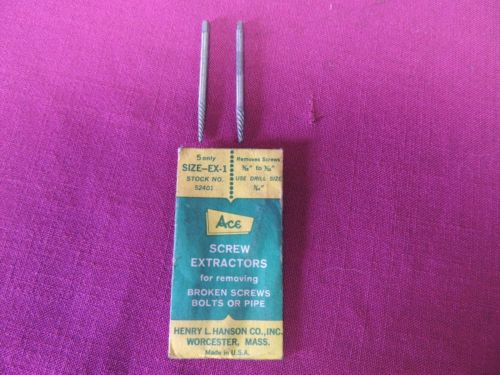 5 only
SIZE-EX-1
STOCK NO.
52401
Removes Screws
to
USE DRILL SIZE
ACE
SCREW
EXTRACTORS
for removing
BROKEN SCREWS
BOLTS OR PIPE
HENRY L. HANSON CO., INC.
WORCESTER, MASS.
Made in U.S.A.